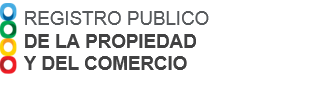 REGISTRO PUBLICO
DE LA PROPIEDAD
Y DEL COMERCIO